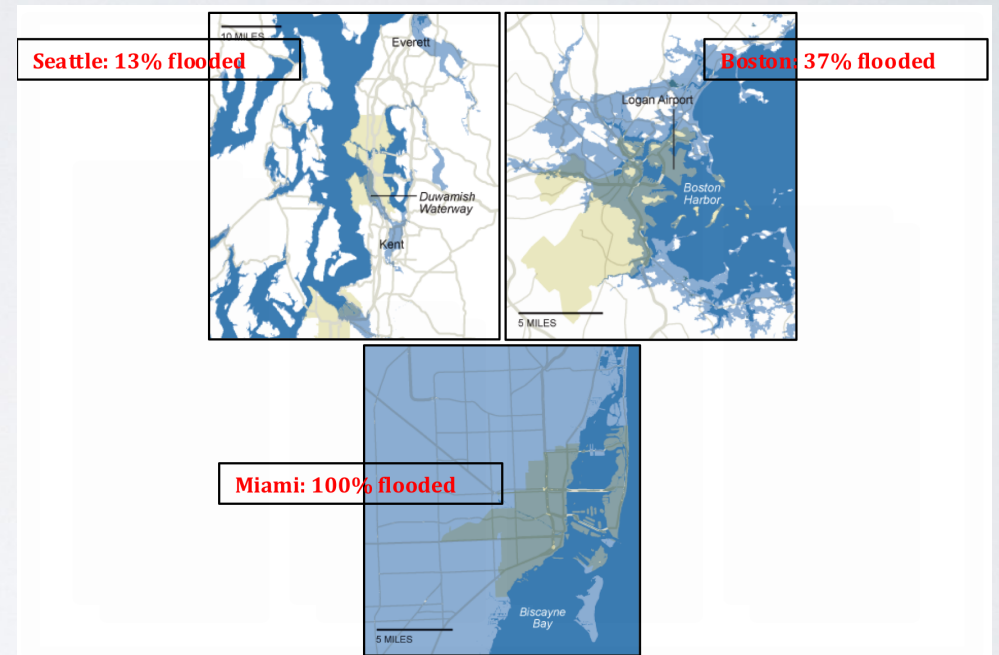 10 MILES
Everett
Seattle: 13% flooded
Duwamish
Waterway
Kent
Boston: 37% flooded
Logan Airport
Boston
Harbor
5 MILES
Miami: 100% flooded
Biscayne
Bay
5 MILES